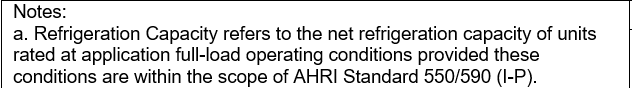 Notes:
a. Refrigeration Capacity refers to the net refrigeration capacity of units
rated at application full-load operating conditions provided these
conditions are within the scope of AHRI Standard 550/590 (I-P).